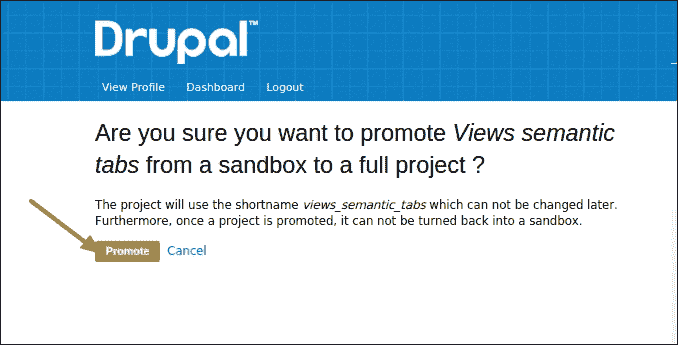 Drupal™
View Profile Dashboard Logout
Are you sure you want to promote Views semantic
tabs from a sandbox to a full project ?
The project will use the shortname views_semantic_tabs which can not be changed later.
Furthermore, once a project is promoted, it can not be turned back into a sandbox.
Promote Cancel